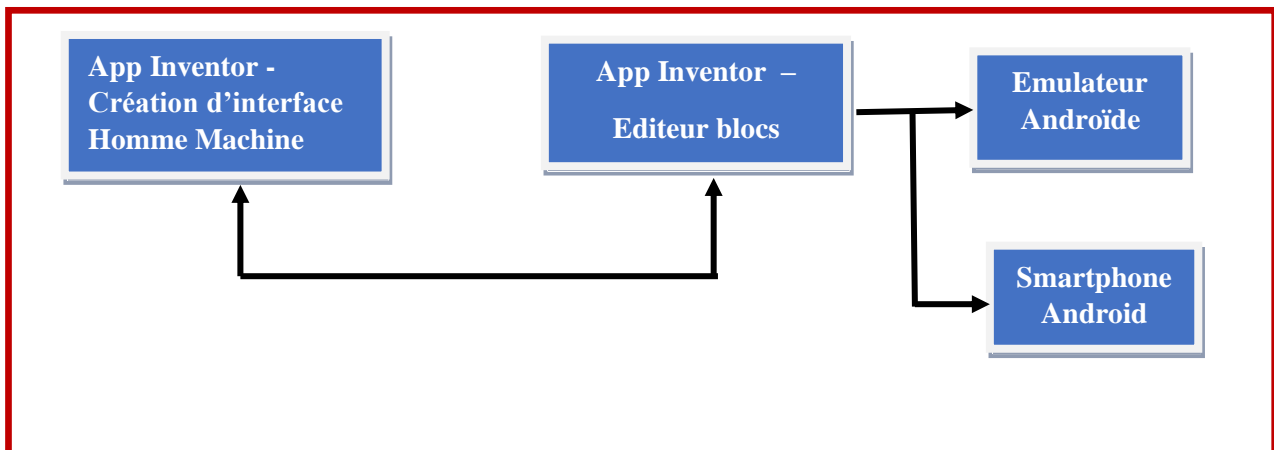 App Inventor -
Création d’interface
Homme Machine
App Inventor –
Editeur blocs
Emulateur
Androïde
Smartphone
Android